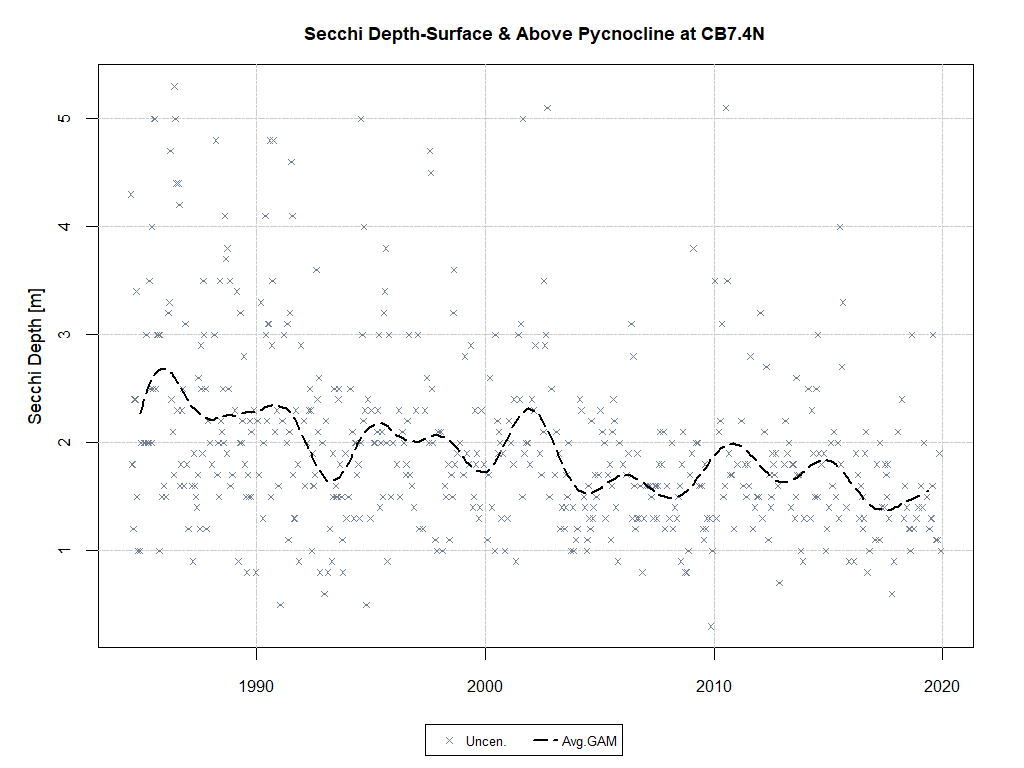 Secchi Depth-Surface & Above Pycnocline at CB7.4N
Secchi Depth [m]
5
4
3
2
1
1990 2000 2010 2020
Uncen. Avg.GAM